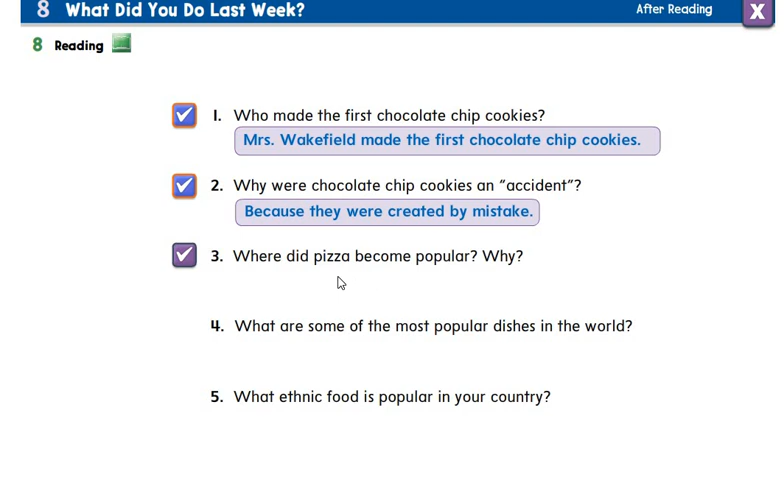 8 What Did You Do Last Week?
After Reading
X
8 Reading
1. Who made the first chocolate chip cookies?
Mrs. Wakefield made the first chocolate chip cookies.
2. Why were chocolate chip cookies an "accident"?
Because they were created by mistake.
3. Where did pizza become popular? Why?
4. What are some of the most popular dishes in the world?
5. What ethnic food is popular in your country?